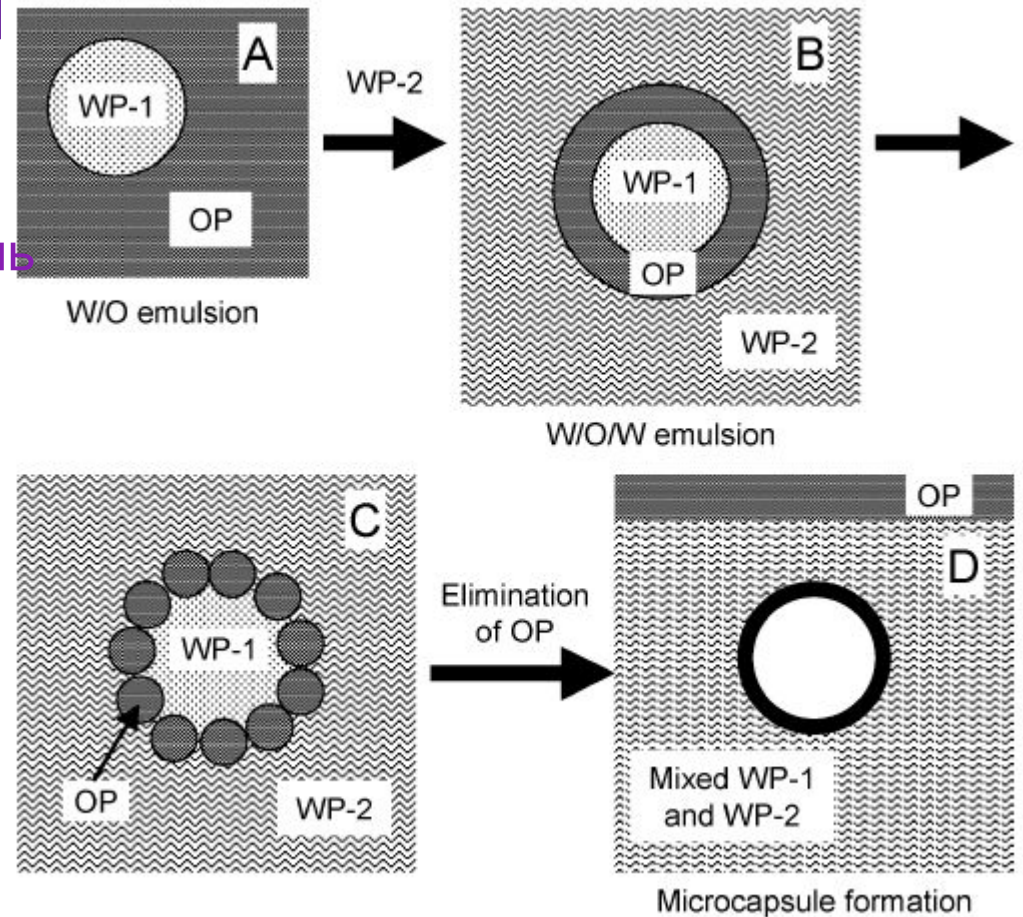 A
WP-1
OP
W/O emulsion
WP-2
B
WP-1
OP
WP-2
W/O/W emulsion
C
WP-1
OP
WP-2
Elimination
of OP
OP
D
Mixed WP-1
and WP-2
Microcapsule formation